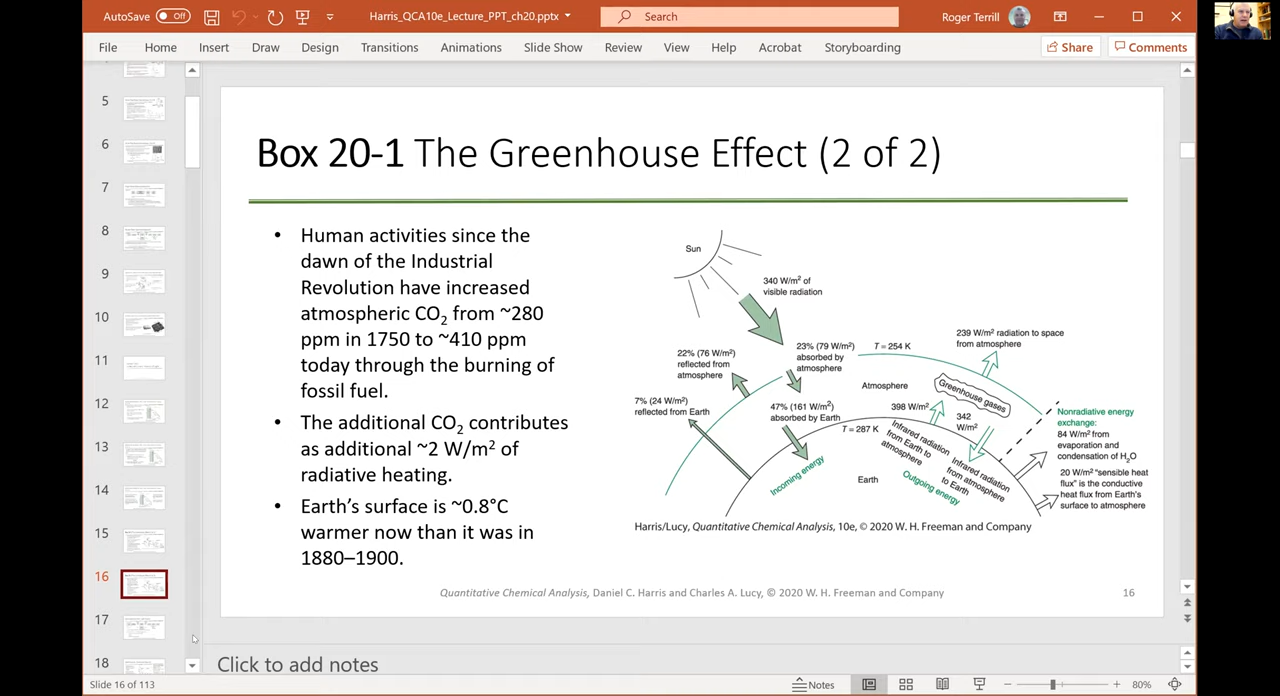 AutoSave Off
Harris_QCA10e_Lecture_PPT_ch20.pptx
Search
Roger Terrill
File Home Insert Draw Design Transitions Animations Slide Show Review View Help Acrobat Storyboarding
Share Comments
5
6
7
8
9
10
11
12
13
14
15
16
17
18
Box 20-1 The Greenhouse Effect (2 of 2)
• Human activities since the
dawn of the Industrial
Revolution have increased
atmospheric CO₂ from ~280
ppm in 1750 to ~410 ppm
today through the burning of
fossil fuel.
• The additional CO₂ contributes
as additional ~2 W/m² of
radiative heating.
• Earth’s surface is ~0.8°C
warmer now than it was in
1880–1900.
Sun
340 W/m² of
visible radiation
22% (76 W/m²)
reflected from
atmosphere
23% (79 W/m²)
absorbed by
atmosphere
T = 254 K
239 W/m² radiation to space
from atmosphere
Atmosphere
Greenhouse gases
7% (24 W/m²)
reflected from Earth
47% (161 W/m²)
absorbed by Earth
398 W/m²
342
W/m²
T = 287 K
Infrared radiation
from Earth to
atmosphere
Infrared radiation
from atmosphere
to Earth
Incoming energy
Earth
Outgoing energy
Nonradiative energy
exchange:
84 W/m² from
evaporation and
condensation of H₂O
20 W/m² “sensible heat
flux” is the conductive
heat flux from Earth’s
surface to atmosphere
Harris/Lucy, Quantitative Chemical Analysis, 10e, © 2020 W. H. Freeman and Company
Quantitative Chemical Analysis, Daniel C. Harris and Charles A. Lucy, © 2020 W. H. Freeman and Company
16
Click to add notes
Slide 16 of 113
Notes
80%